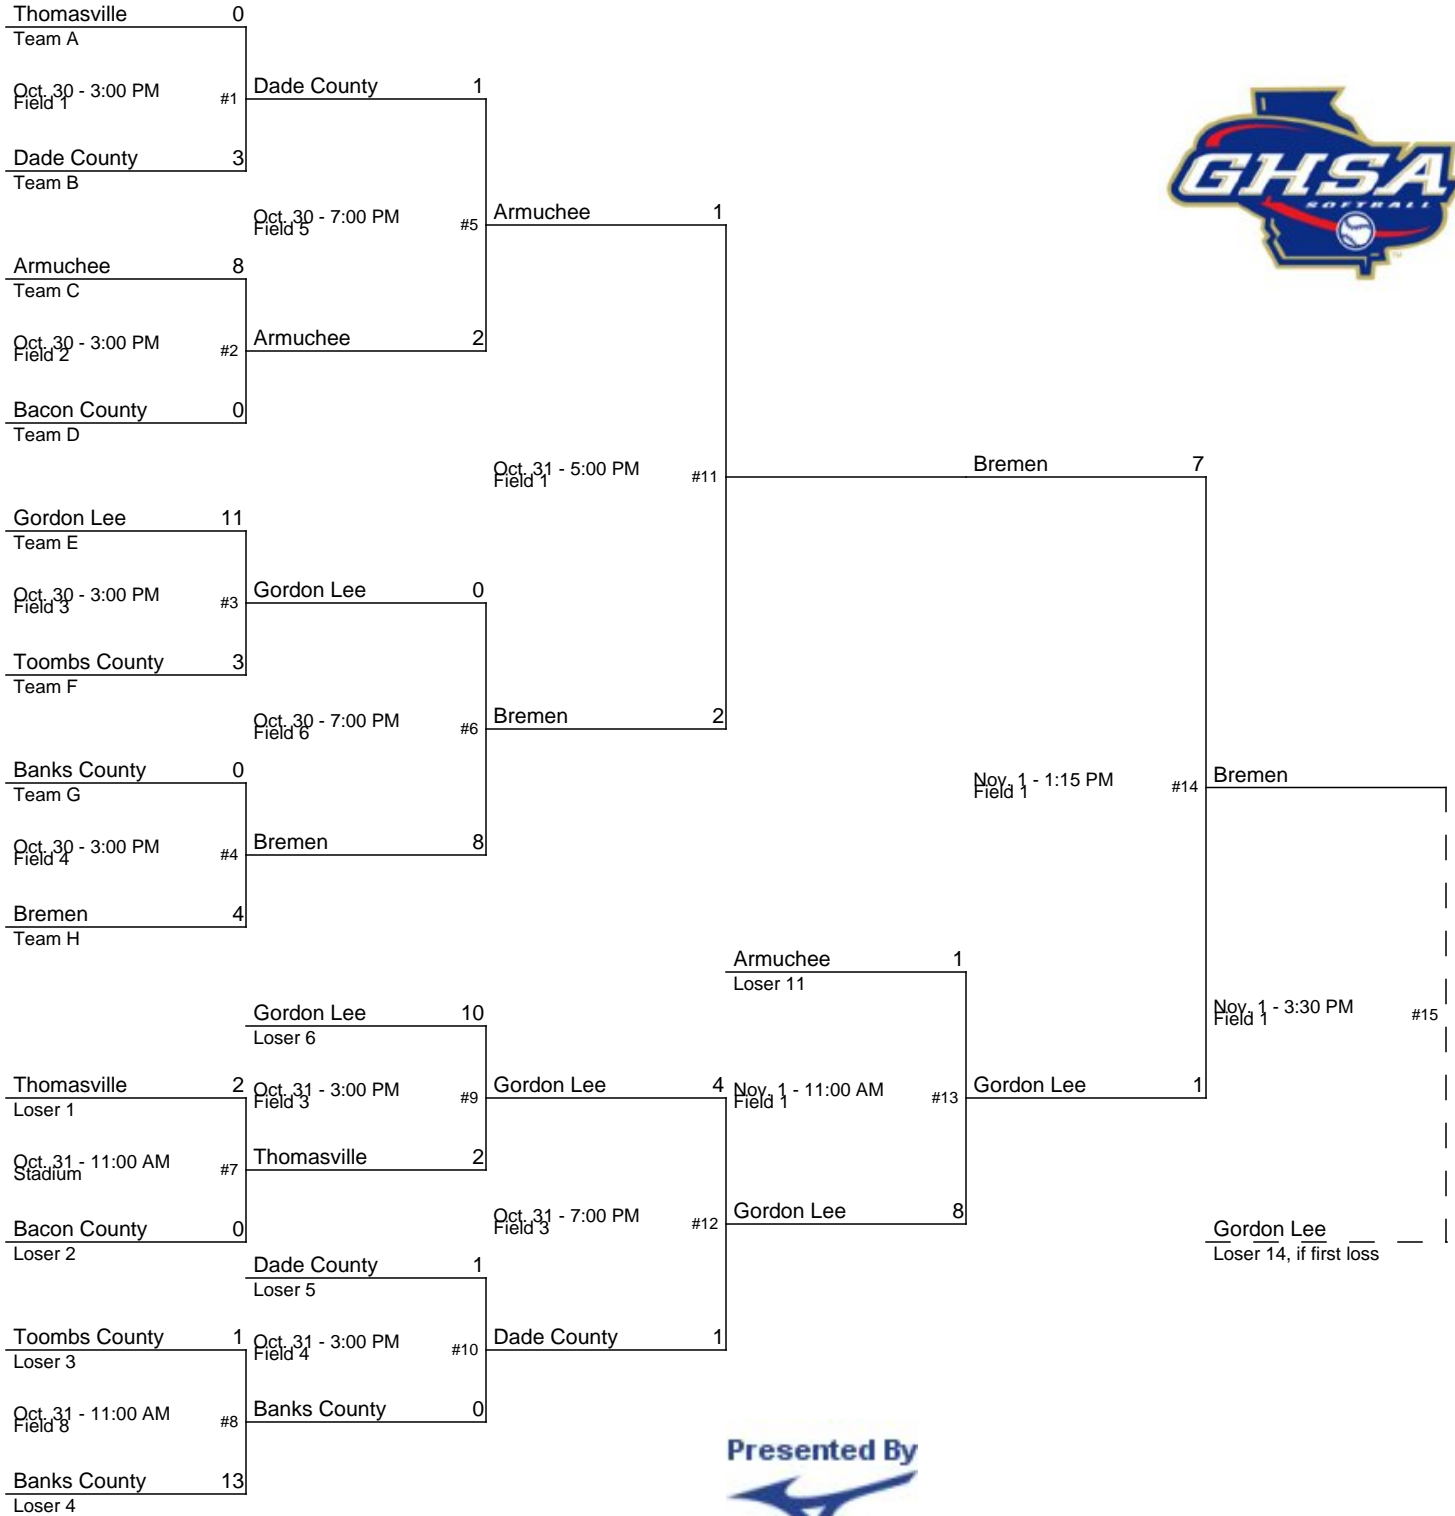 Thomasville 0
Team A
Oct. 30 - 3:00 PM
Field 1
#1
Dade County 3
Team B
Dade County 1
Armuchee 8
Team C
Oct. 30 - 3:00 PM
Field 2
#2
Bacon County 0
Team D
Armuchee 2
Oct. 30 - 7:00 PM
Field 5
#5
Armuchee 1
Gordon Lee 11
Team E
Oct. 30 - 3:00 PM
Field 3
#3
Toombs County 3
Team F
Gordon Lee 0
Banks County 0
Team G
Oct. 30 - 3:00 PM
Field 4
#4
Bremen 4
Team H
Bremen 8
Oct. 30 - 7:00 PM
Field 6
#6
Bremen 2
Oct. 31 - 5:00 PM
Field 1
#11
Bremen 7
GHSA
SOFTBALL
TM
Thomasville 2
Loser 1
Oct. 31 - 11:00 AM
Stadium
#7
Bacon County 0
Loser 2
Gordon Lee 10
Loser 6
Oct. 31 - 3:00 PM
Field 3
#9
Thomasville 2
Gordon Lee 4
Toombs County 1
Loser 3
Oct. 31 - 11:00 AM
Field 8
#8
Banks County 13
Loser 4
Dade County 1
Loser 5
Oct. 31 - 3:00 PM
Field 4
#10
Banks County 0
Dade County 1
Oct. 31 - 7:00 PM
Field 3
#12
Gordon Lee 8
Armuchee 1
Loser 11
Nov. 1 - 11:00 AM
Field 1
#13
Gordon Lee 1
Nov. 1 - 1:15 PM
Field 1
#14
Bremen
Nov. 1 - 3:30 PM
Field 1
#15
Gordon Lee
Loser 14, if first loss
Presented By